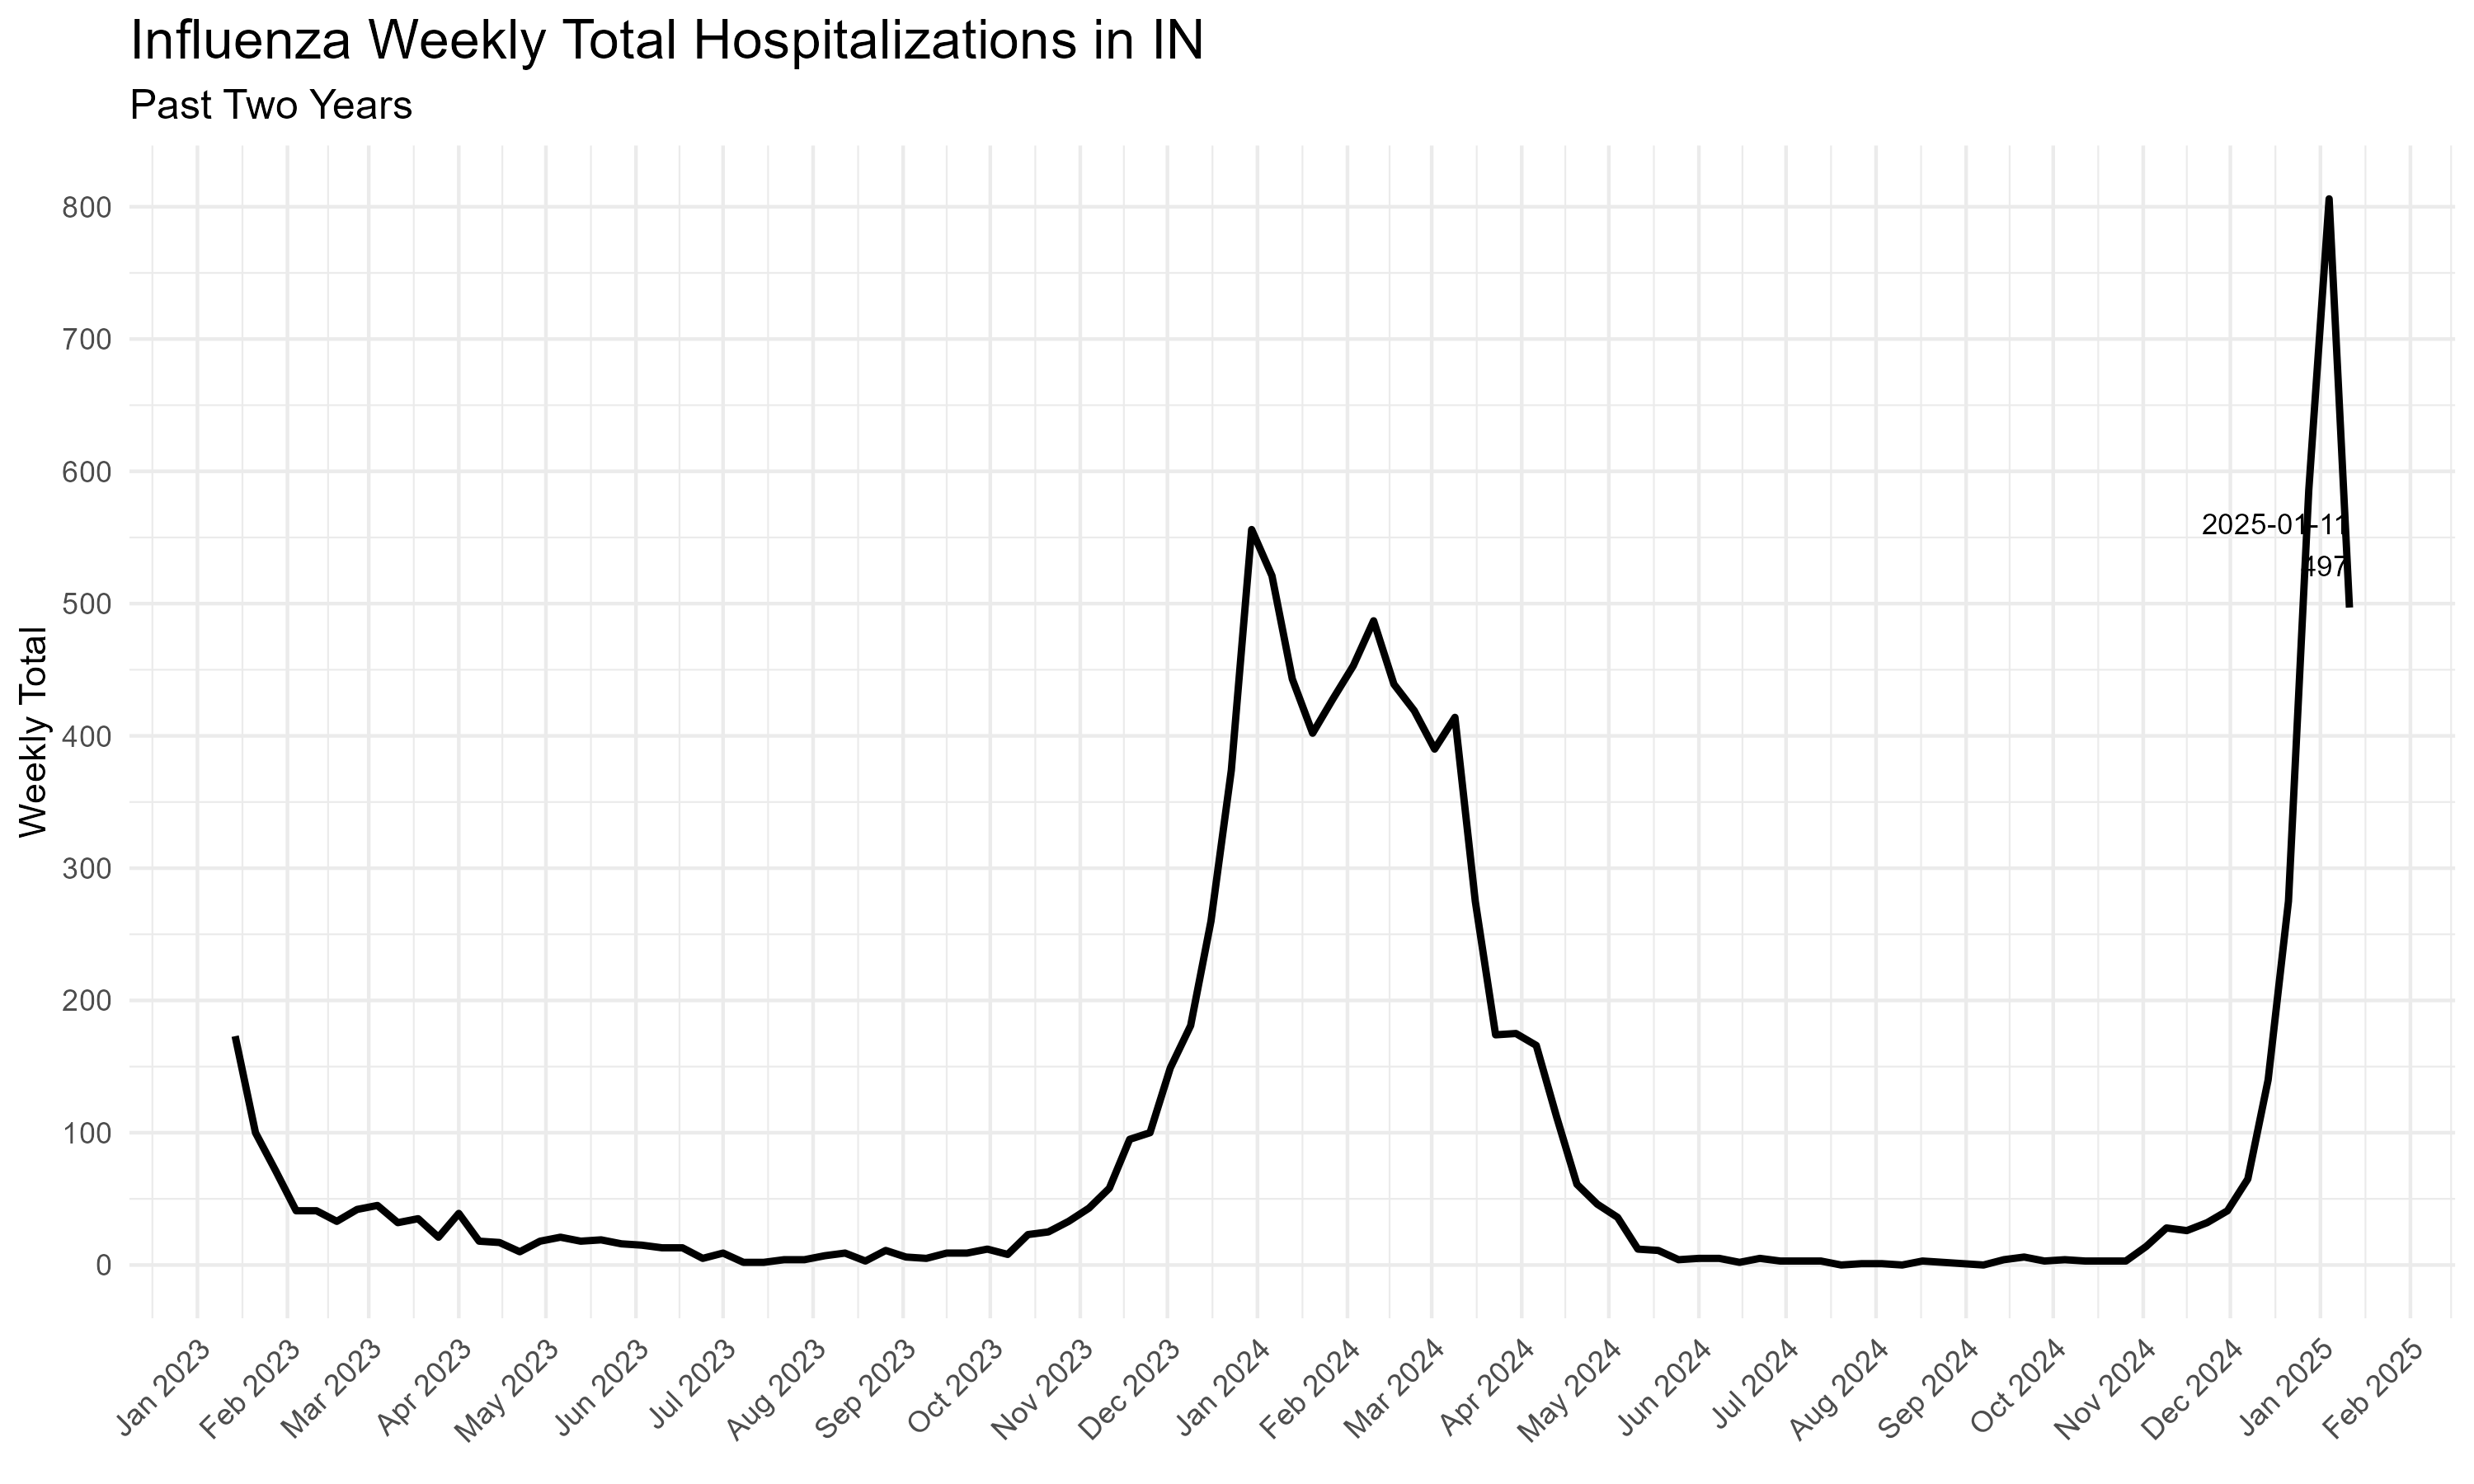 Influenza Weekly Total Hospitalizations in IN
Past Two Years
Weekly Total
800
700
600
500
400
300
200
100
0
2025-01-11
497
Jan 2023
Feb 2023
Mar 2023
Apr 2023
May 2023
Jun 2023
Jul 2023
Aug 2023
Sep 2023
Oct 2023
Nov 2023
Dec 2023
Jan 2024
Feb 2024
Mar 2024
Apr 2024
May 2024
Jun 2024
Jul 2024
Aug 2024
Sep 2024
Oct 2024
Nov 2024
Dec 2024
Jan 2025
Feb 2025